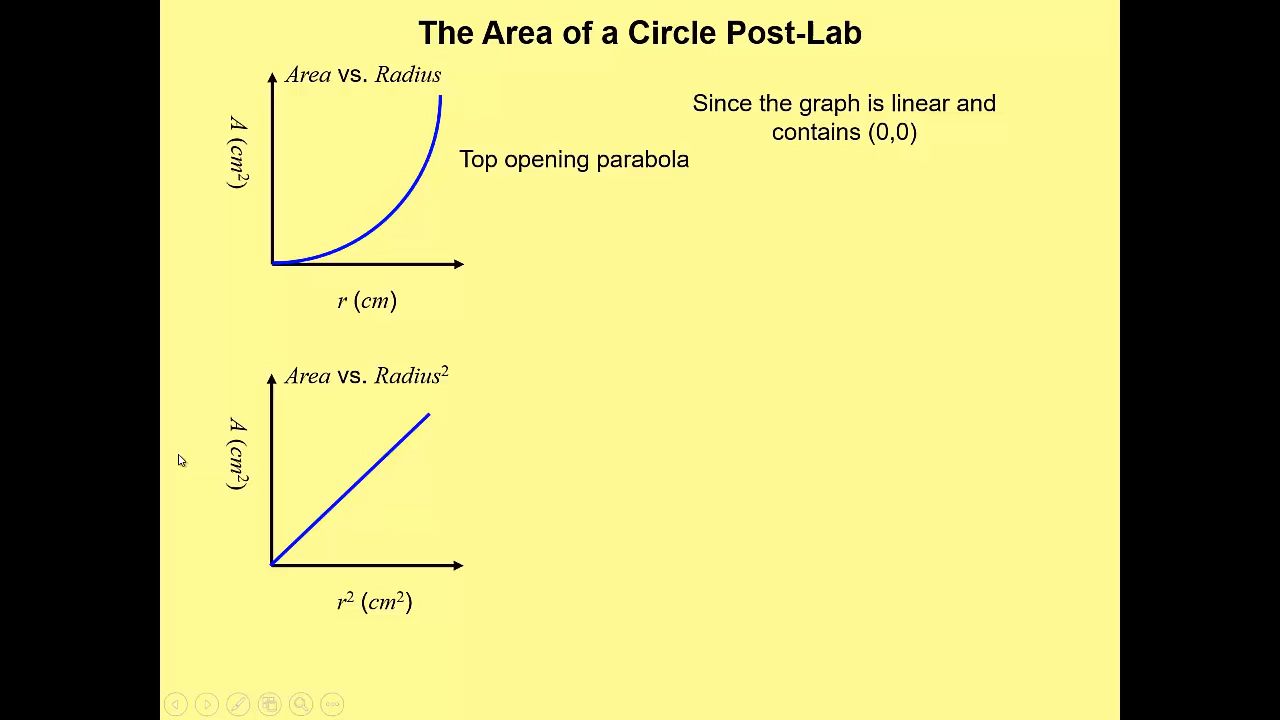 The Area of a Circle Post-Lab
Area vs. Radius
A (cm²)
Top opening parabola
r (cm)
Since the graph is linear and
contains (0,0)
Area vs. Radius²
A (cm²)
r² (cm²)